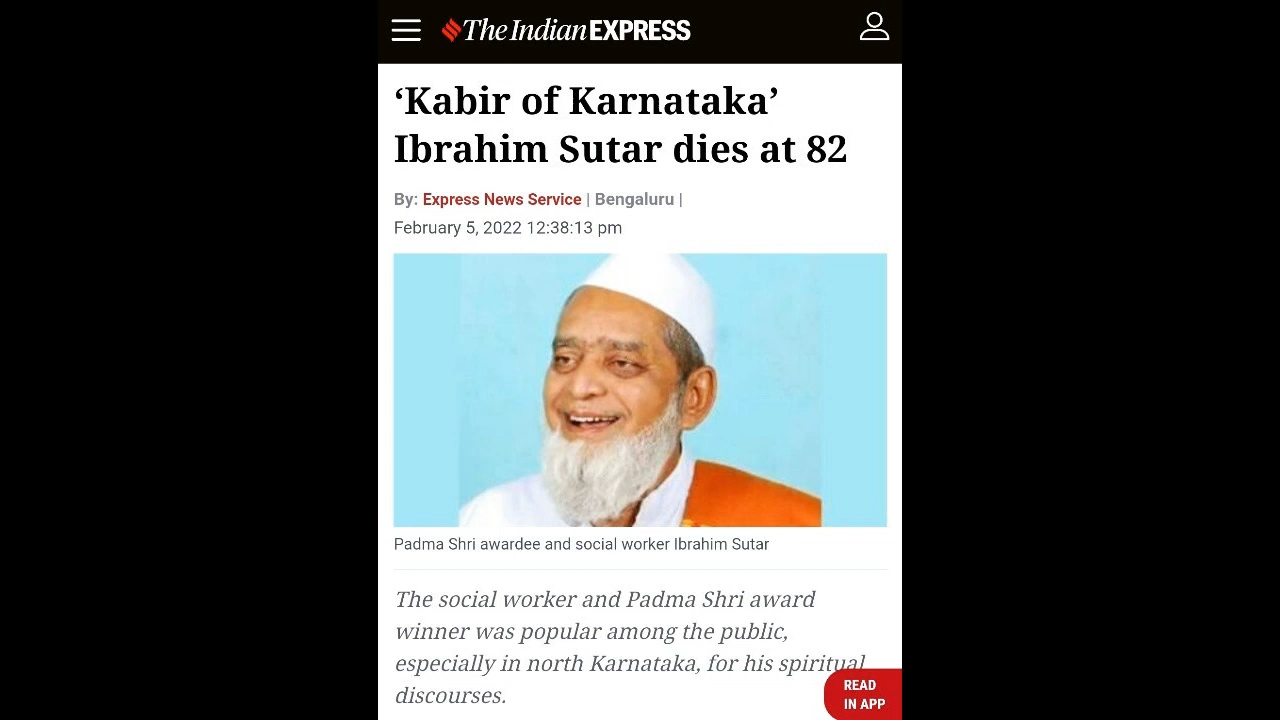 The Indian EXPRESS
‘Kabir of Karnataka’
Ibrahim Sutar dies at 82
By: Express News Service | Bengaluru |
February 5, 2022 12:38:13 pm
Padma Shri awardee and social worker Ibrahim Sutar
The social worker and Padma Shri award
winner was popular among the public,
especially in north Karnataka, for his spiritual
discourses.
READ
IN APP